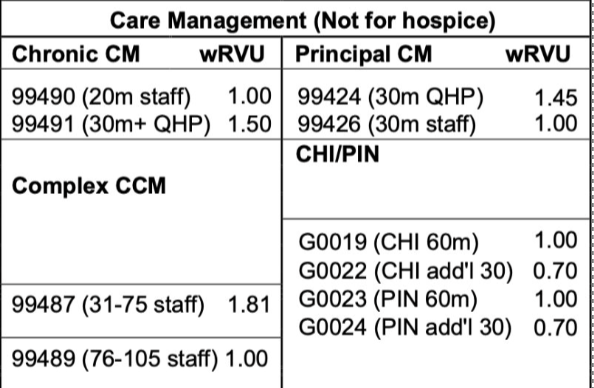 Care Management (Not for hospice)
Chronic CM wRVU
99490 (20m staff) 1.00
99491 (30m+ QHP) 1.50
Complex CCM
99487 (31-75 staff) 1.81
99489 (76-105 staff) 1.00
Principal CM wRVU
99424 (30m QHP) 1.45
99426 (30m staff) 1.00
CHI/PIN
G0019 (CHI 60m) 1.00
G0022 (CHI add'l 30) 0.70
G0023 (PIN 60m) 1.00
G0024 (PIN add'l 30) 0.70